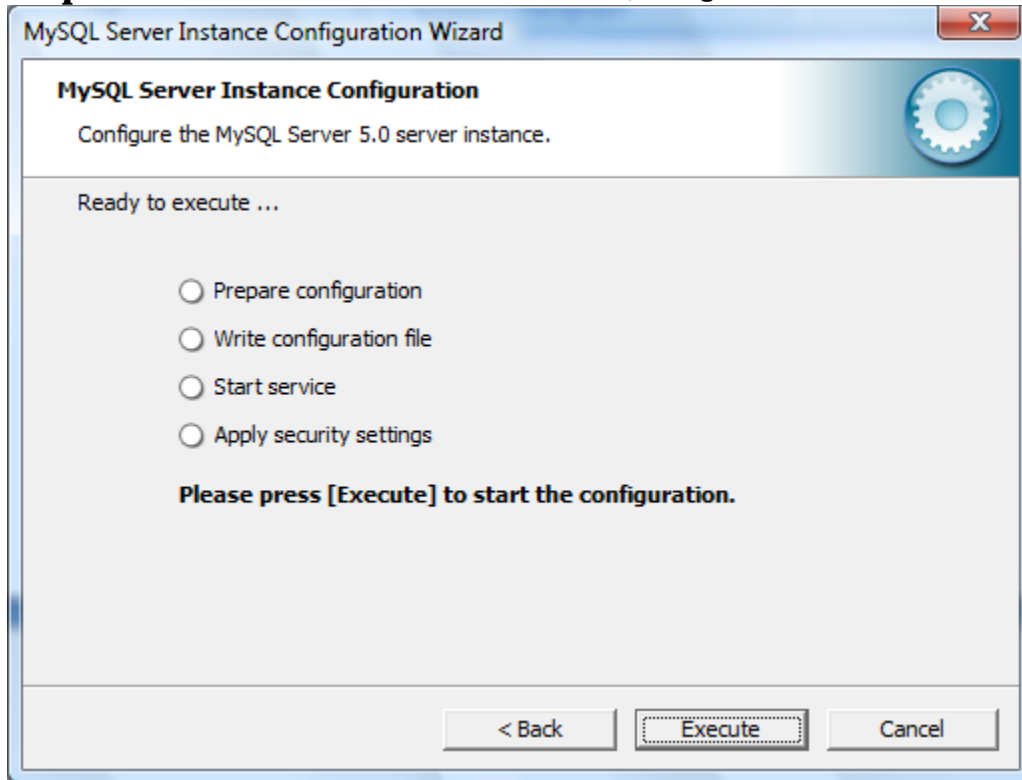 MySQL Server Instance Configuration Wizard
MySQL Server Instance Configuration
Configure the MySQL Server 5.0 server instance.
Ready to execute ...
Prepare configuration
Write configuration file
Start service
Apply security settings
Please press [Execute] to start the configuration.
< Back Execute Cancel